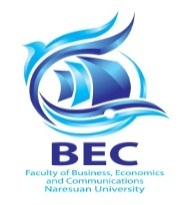 BEC
Faculty of Business, Economics
and Communications
Naresuan University